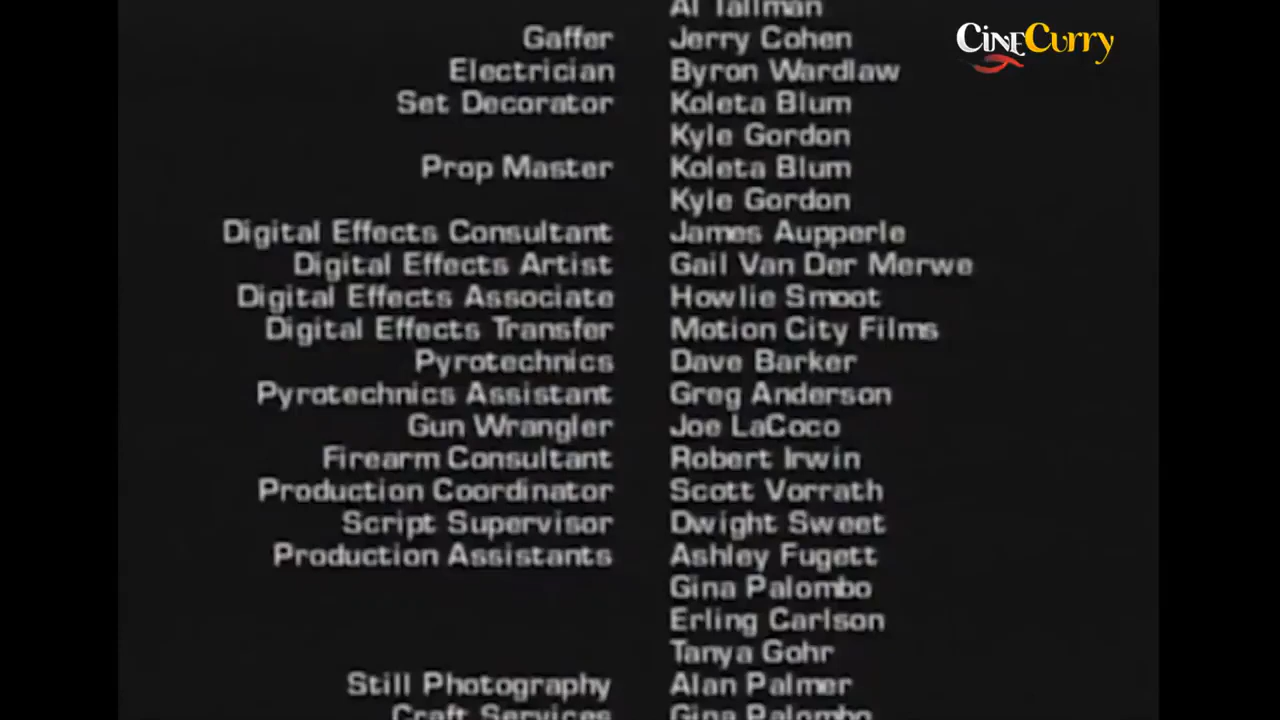 Al Tallman
CineCurry
Gaffer Jerry Cohen
Electrician Byron Wardlaw
Set Decorator Koleta Blum
Kyle Gordon
Prop Master Koleta Blum
Kyle Gordon
Digital Effects Consultant James Aupperle
Digital Effects Artist Gail Van Der Merwe
Digital Effects Associate Howlie Smoot
Digital Effects Transfer Motion City Films
Pyrotechnics Dave Barker
Pyrotechnics Assistant Greg Anderson
Gun Wrangler Joe LaCoco
Firearm Consultant Robert Irwin
Production Coordinator Scott Vorrath
Script Supervisor Dwight Sweet
Production Assistants Ashley Fugett
Gina Palombo
Erling Carlson
Tanya Gohr
Still Photography Alan Palmer
Craft Services Gina Palombo